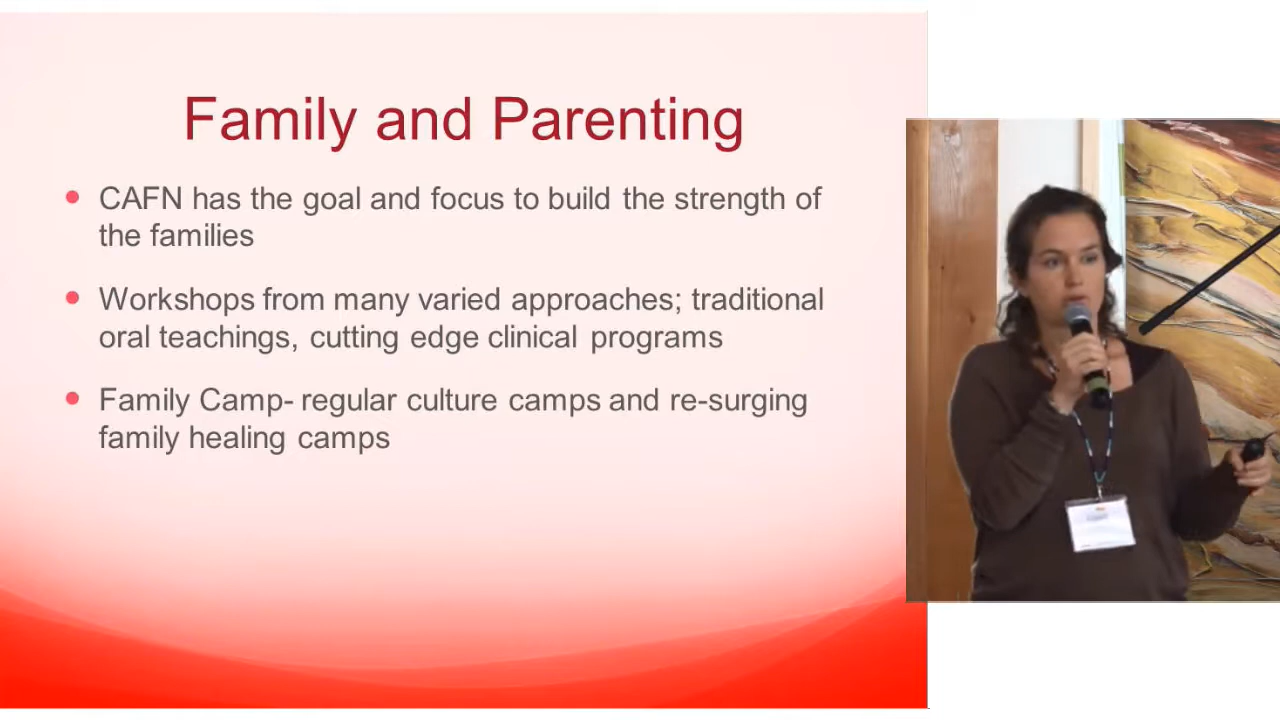 Family and Parenting
CAFN has the goal and focus to build the strength of
the families
Workshops from many varied approaches; traditional
oral teachings, cutting edge clinical programs
Family Camp- regular culture camps and re-surging
family healing camps